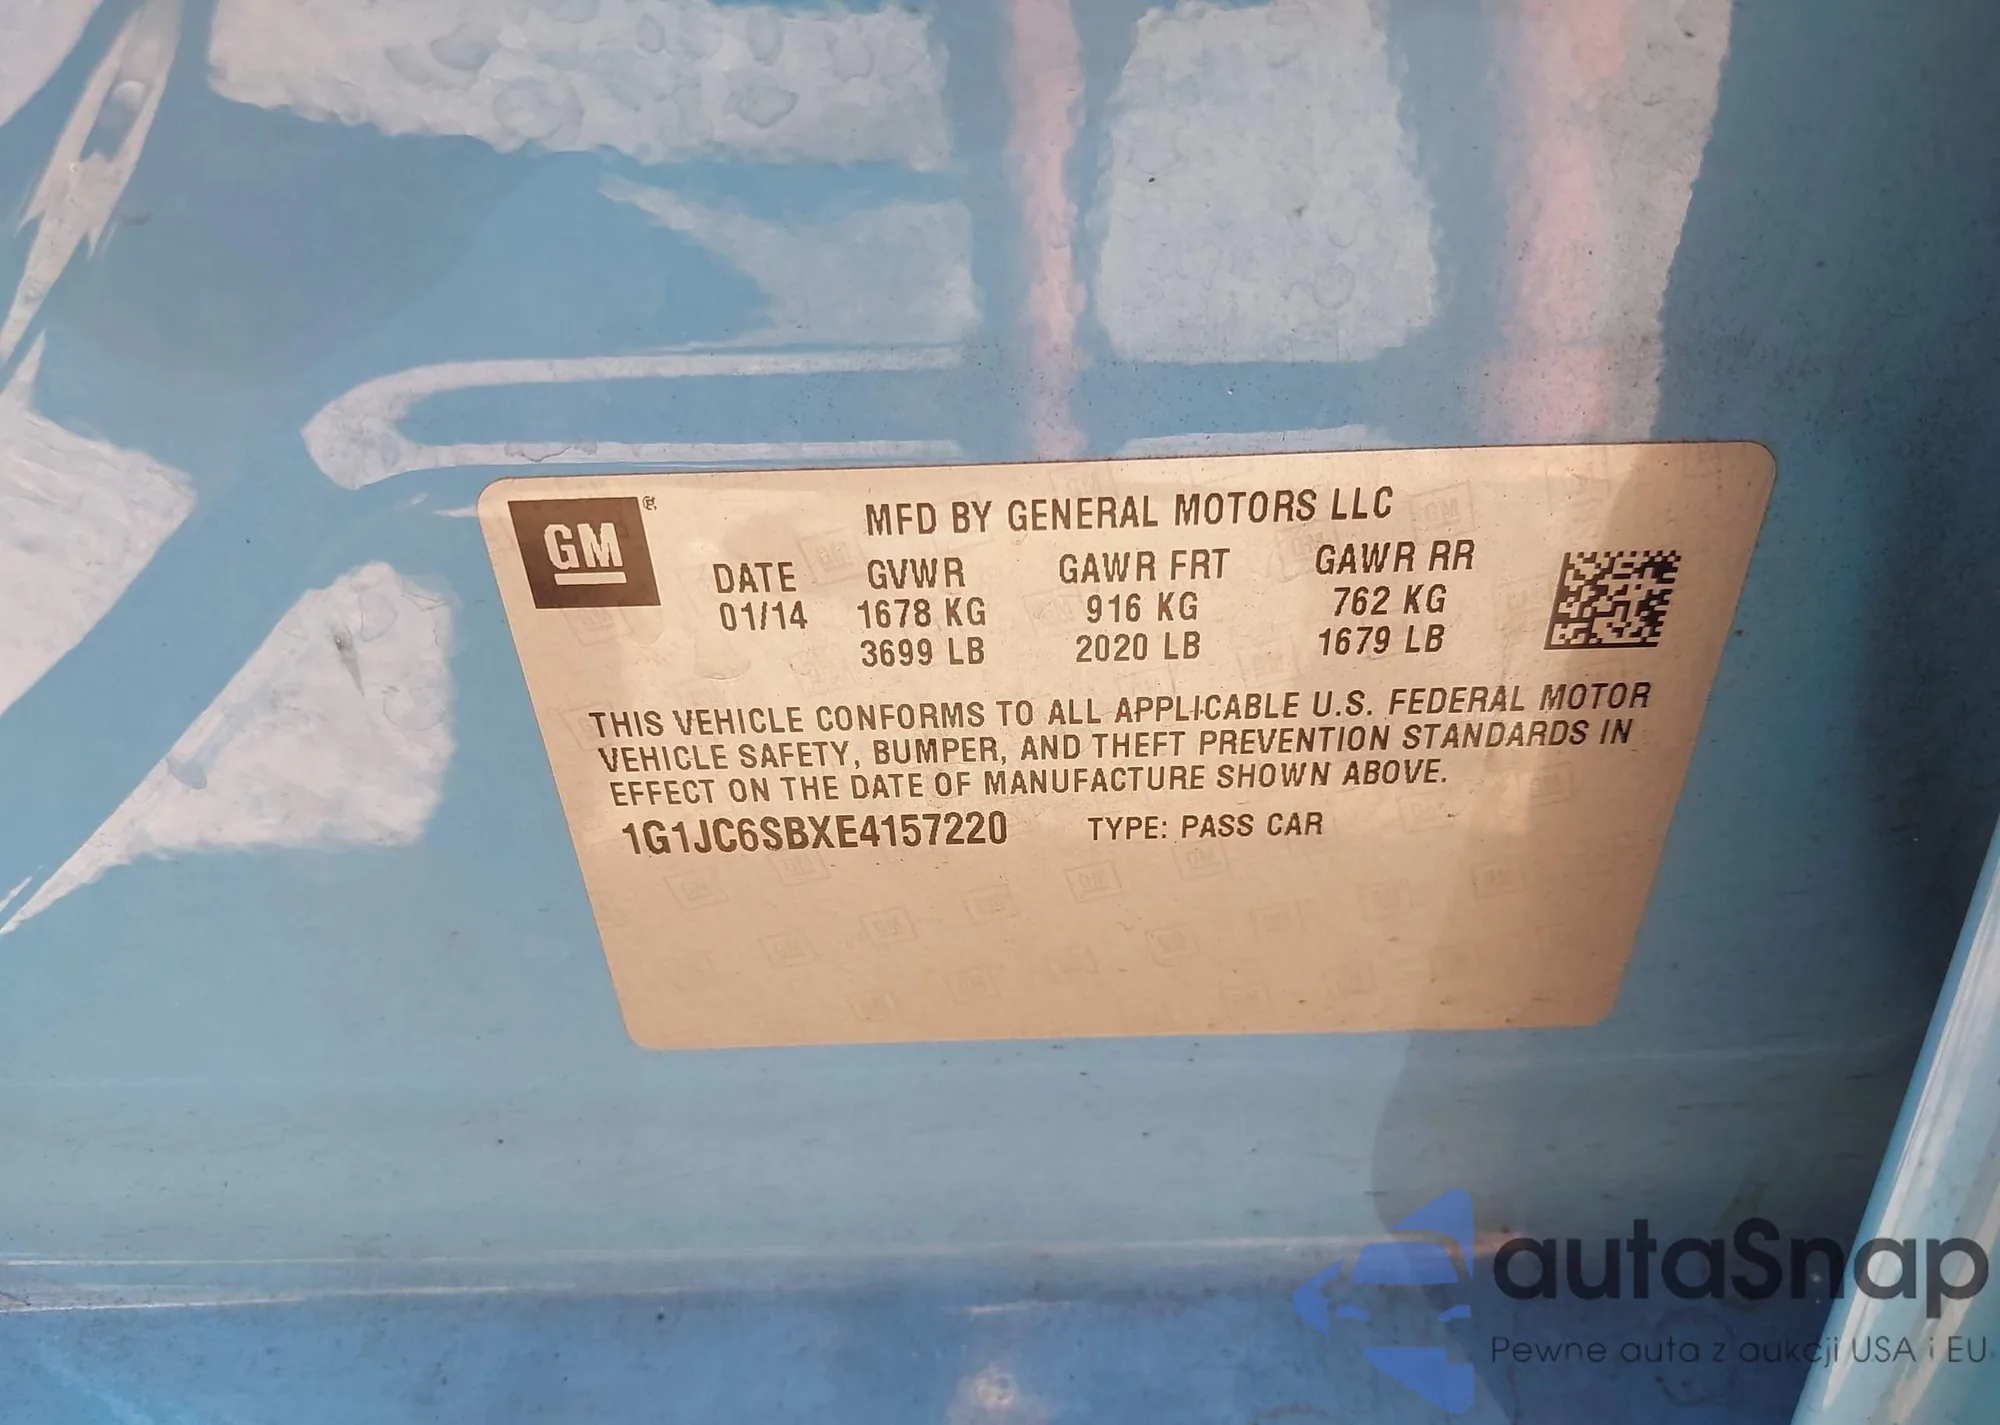 GM®
MFD BY GENERAL MOTORS LLC
DATE GVWR GAWR FRT GAWR RR
01/14 1678 KG 916 KG 762 KG
3699 LB 2020 LB 1679 LB
THIS VEHICLE CONFORMS TO ALL APPLICABLE U.S. FEDERAL MOTOR
VEHICLE SAFETY, BUMPER, AND THEFT PREVENTION STANDARDS IN
EFFECT ON THE DATE OF MANUFACTURE SHOWN ABOVE.
1G1JC6SBXE4157220 TYPE: PASS CAR
autaSnap
Pewne auta z aukcji USA i EU